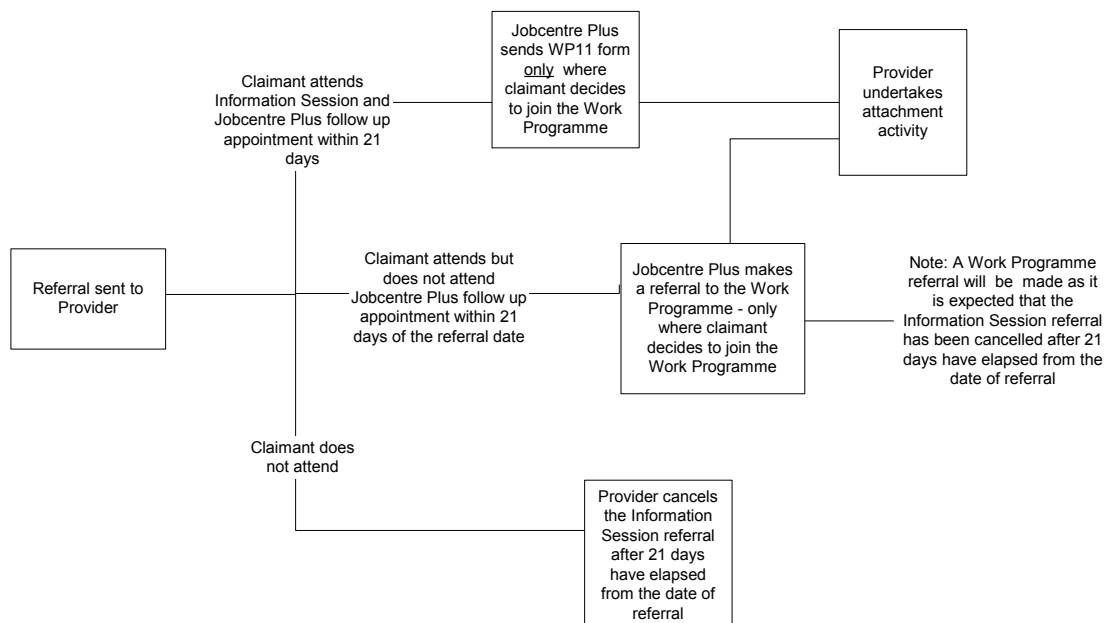 Jobcentre Plus
sends WP11 form
only where
claimant decides
to join the Work
Programme
Provider
undertakes
attachment
activity
Claimant attends
Information Session and
Jobcentre Plus follow up
appointment within 21
days
Referral sent to
Provider
Claimant attends but
does not attend
Jobcentre Plus follow up
appointment within 21
days of the referral date
Jobcentre Plus makes
a referral to the Work
Programme - only
where claimant
decides to join the
Work Programme
Note: A Work Programme
referral will be made as it
is expected that the
Information Session referral
has been cancelled after 21
days have elapsed from the
date of referral
Claimant does
not attend
Provider cancels
the Information
Session referral
after 21 days
have elapsed
from the date of
referral